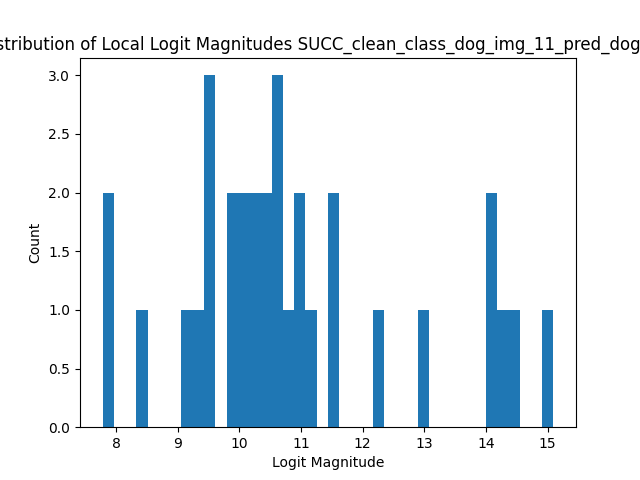 stribution of Local Logit Magnitudes SUCC_clean_class_dog_img_11_pred_dog
3.0
2.5
2.0
1.5
1.0
0.5
0.0
Count
8 9 10 11 12 13 14 15
Logit Magnitude